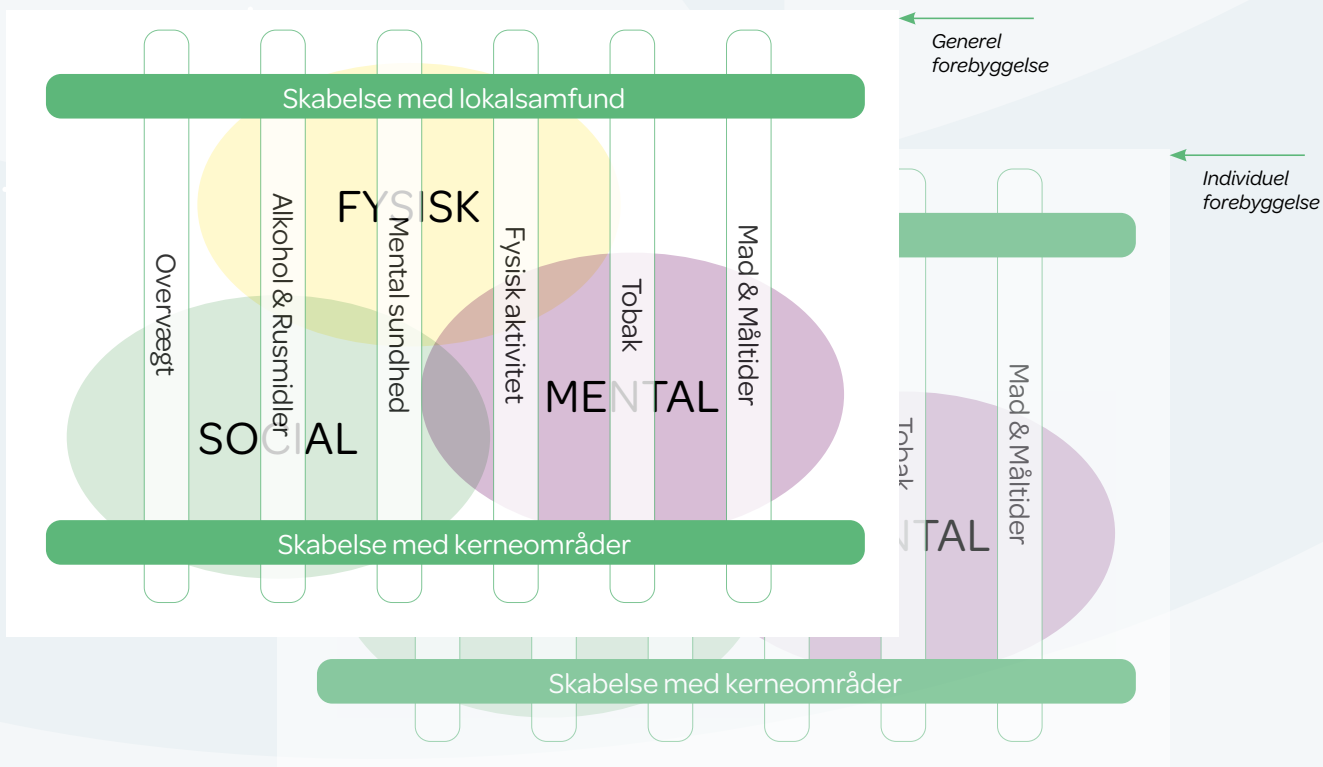 Generel
forebyggelse
Skabelse med lokalsamfund
Individuel
forebyggelse
FYSISK
Overvægt
Alkohol & Rusmidler
Mental sundhed
Fysisk aktivitet
Tobak
Mad & Måltider
MENTAL
SOCIAL
Skabelse med kerneområder
Tobak
Mad & Måltider
NTAL
Skabelse med kerneområder